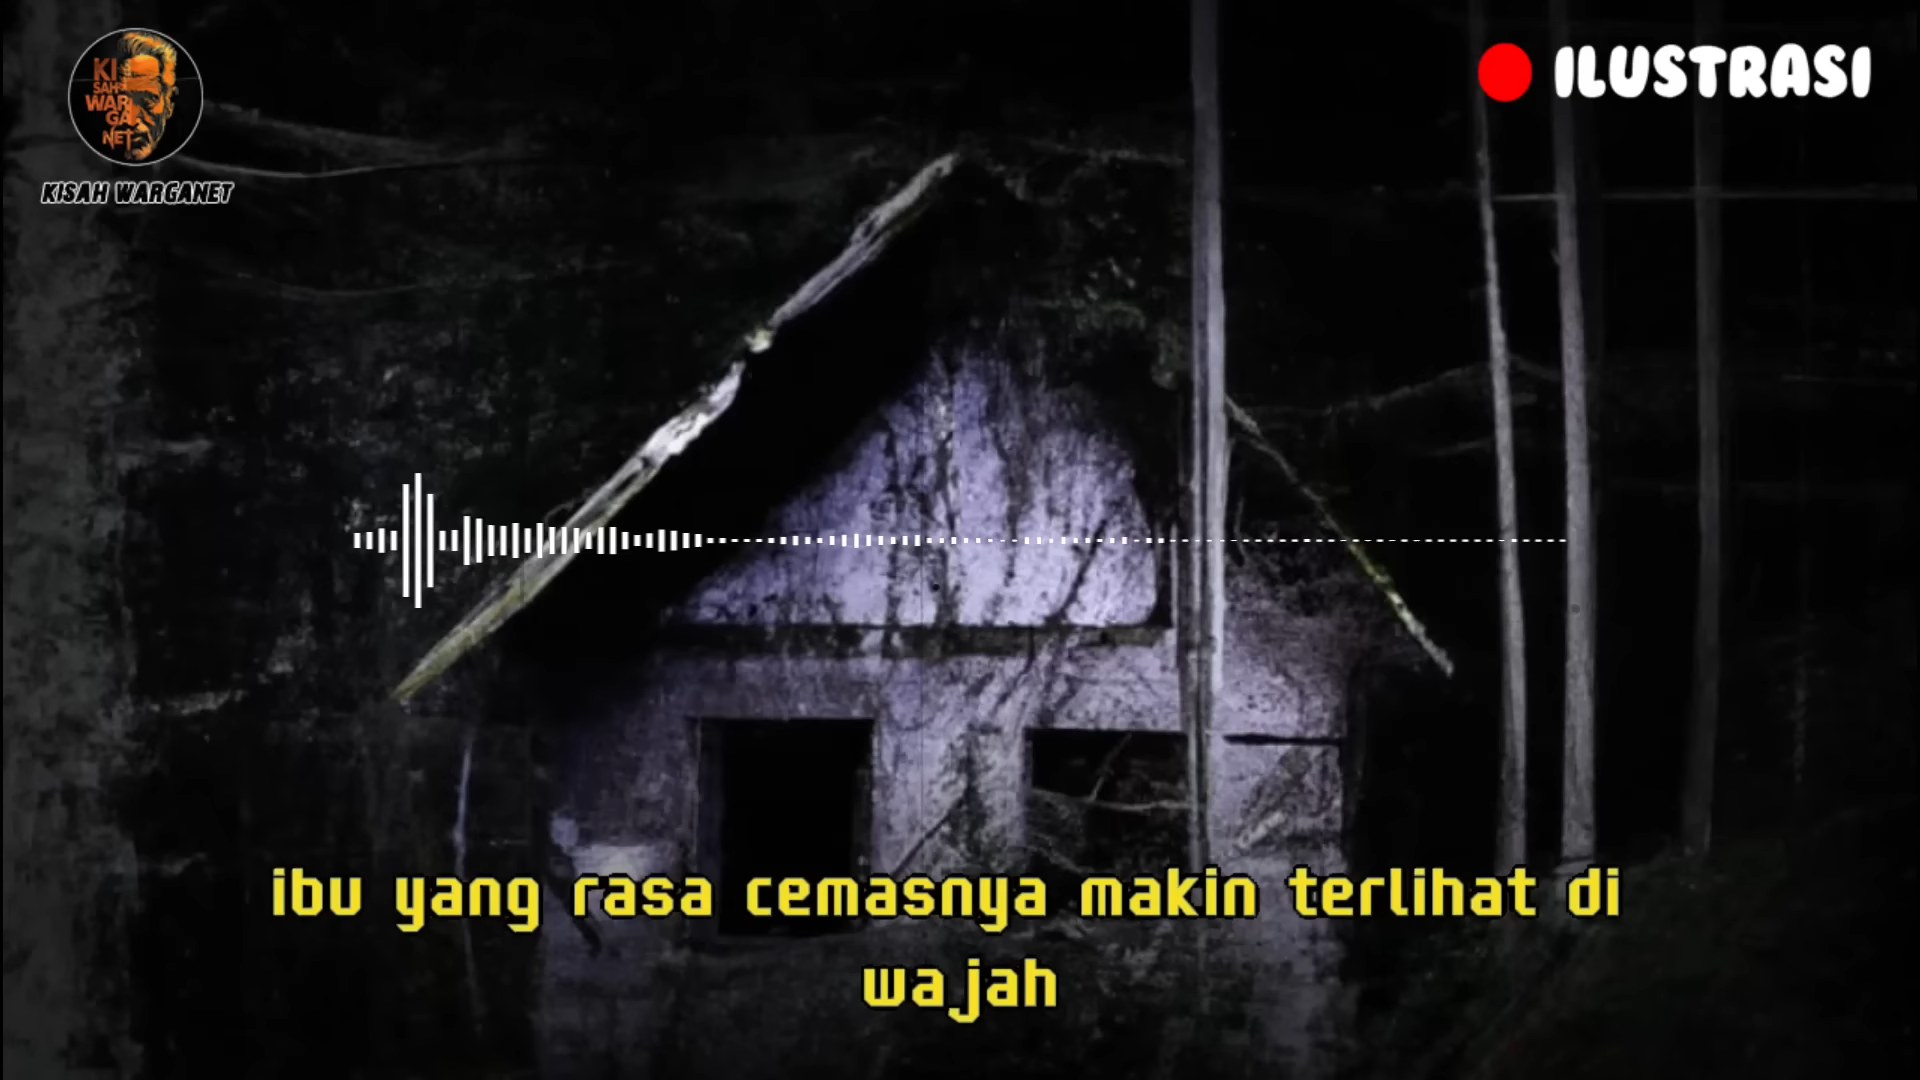 KI
SAH
WAR
GA
NET
KISAH WARGANET
ILUSTRASI
ibu yang rasa cemasnya makin terlihat di
wajah